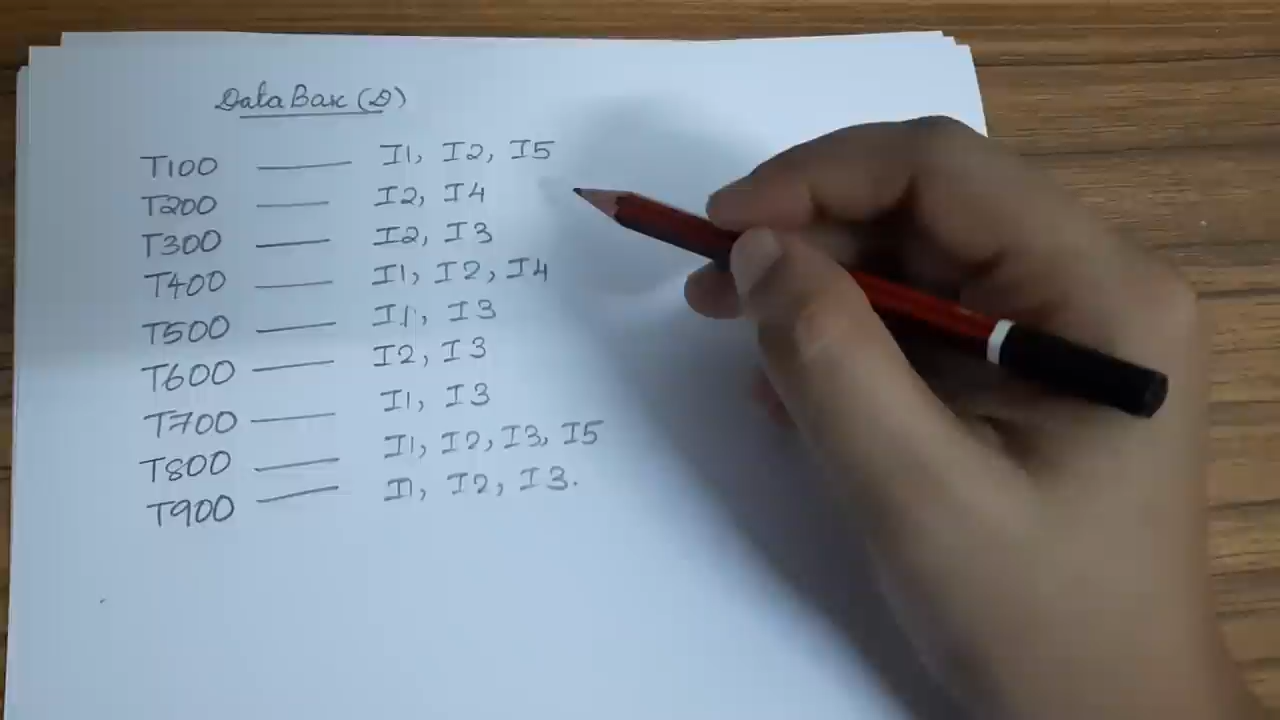 DataBase (D)
T100 — I1, I2, I5
T200 — I2, I4
T300 — I2, I3
T400 — I1, I2, I4
T500 — I1, I3
T600 — I2, I3
T700 — I1, I3
T800 — I1, I2, I3, I5
T900 — I1, I2, I3.